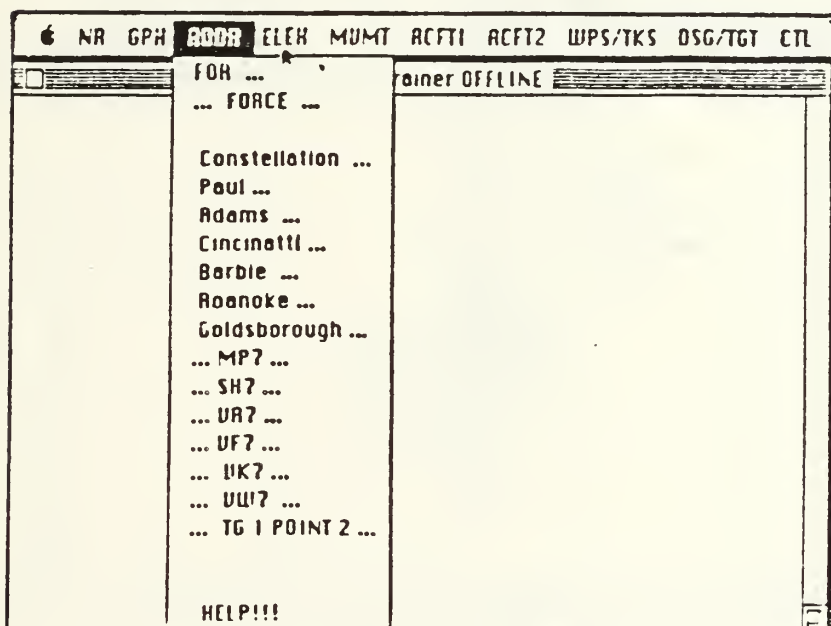 NR GPH ADDR ELEK MVMT ACFT1 ACFT2 WPS/TKS DSG/TGT CTL
rainer OFFLINE
FOR ...
... FORCE ...
Constellation ...
Paul ...
Adams ...
Cincinatti ...
Barbie ...
Roanoke ...
Goldsborough ...
... MP? ...
... SH? ...
... VA? ...
... VF? ...
... VK? ...
... VW? ...
... TG 1 POINT 2 ...
HELP!!!